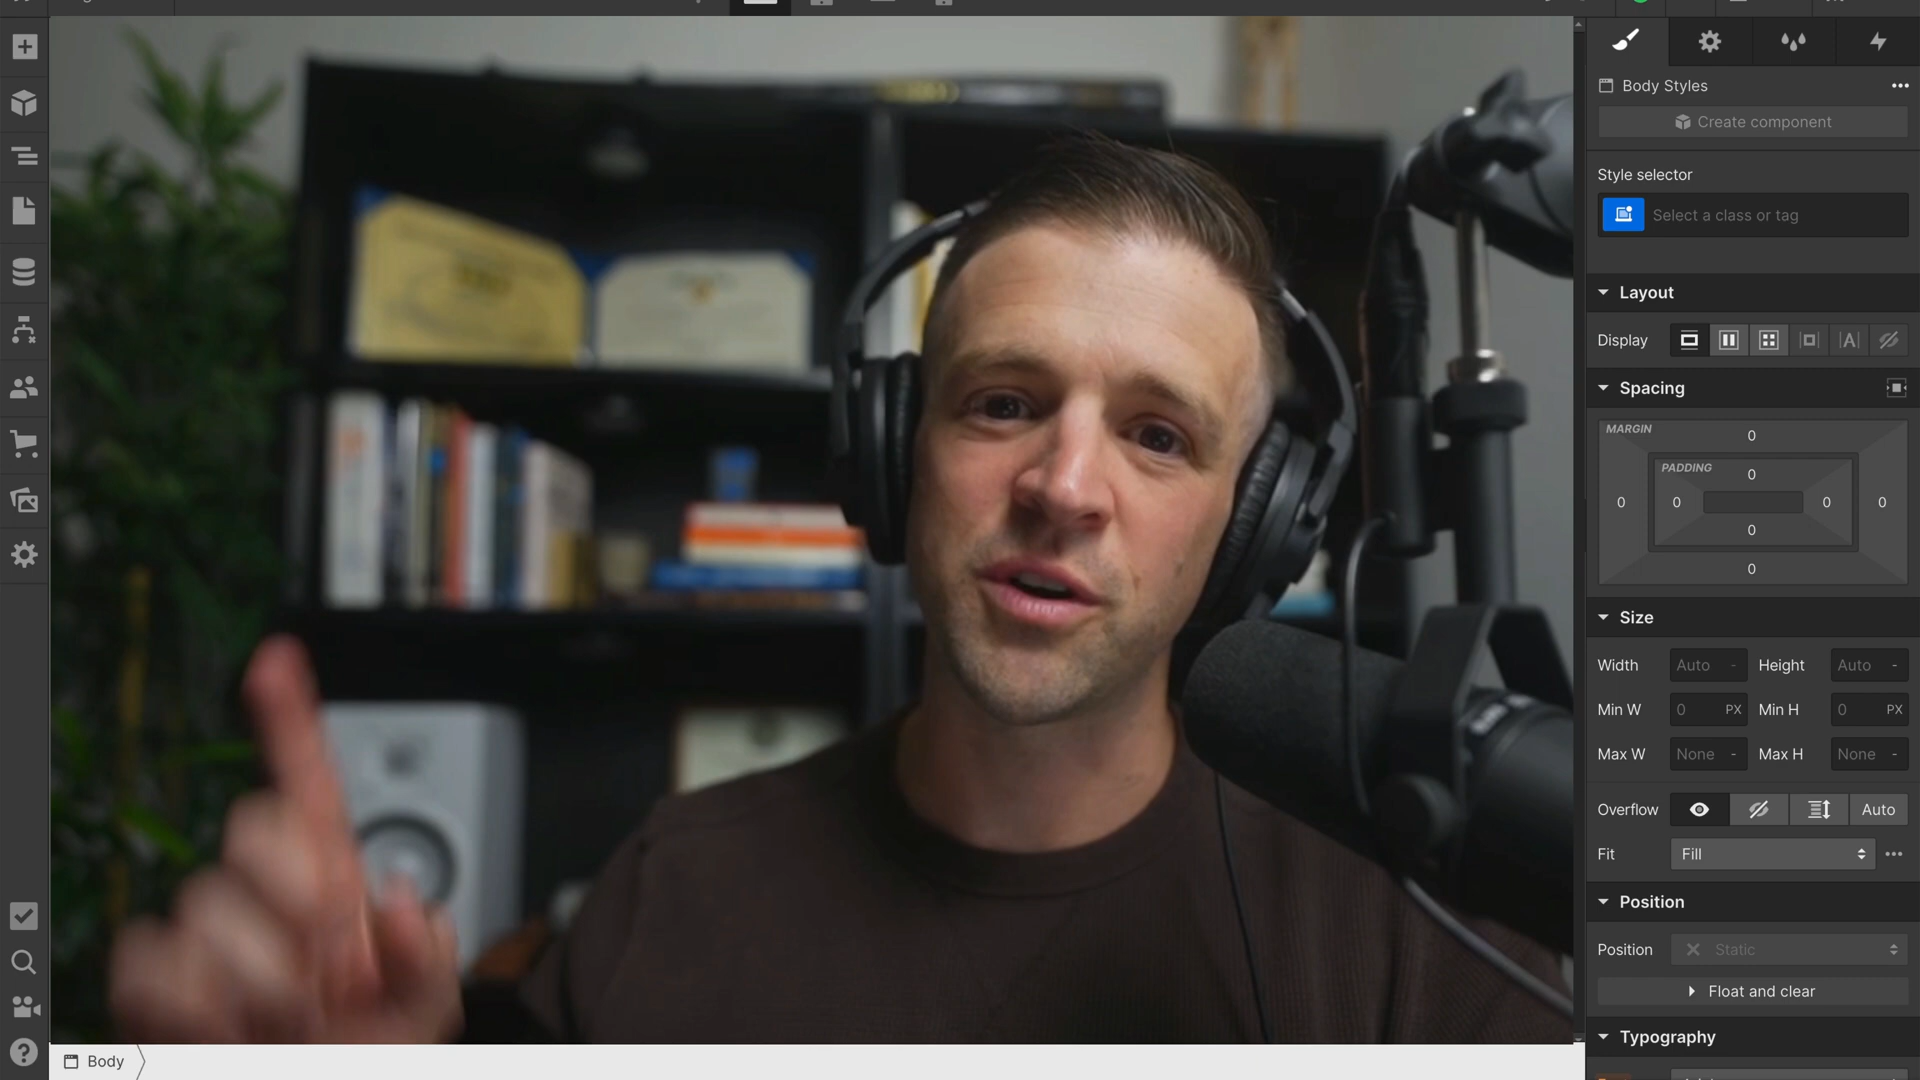 Body Styles
Create component
Style selector
Select a class or tag
Layout
Display
Spacing
MARGIN
0
PADDING
0
0 0 0 0
0
0
Size
Width Auto - Height Auto -
Min W 0 PX Min H 0 PX
Max W None - Max H None -
Overflow Auto
Fit Fill
Position
Position Static
Float and clear
Typography
Body